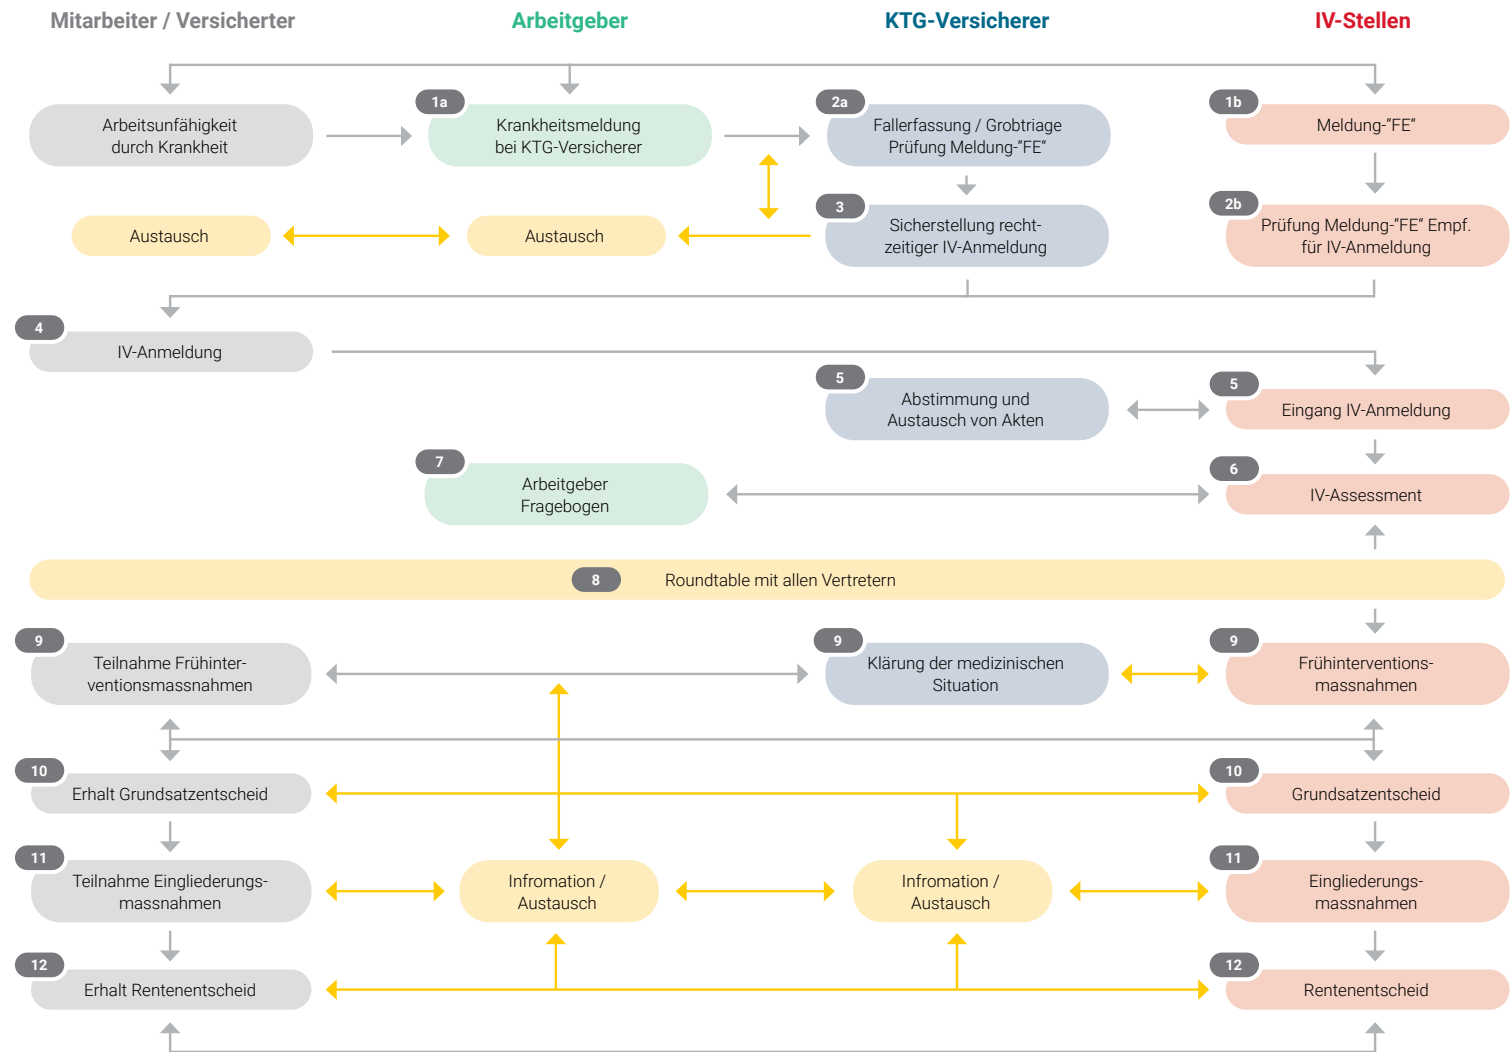 Mitarbeiter / Versicherter
Arbeitgeber
KTG-Versicherer
IV-Stellen
Arbeitsunfähigkeit
durch Krankheit
1a
Krankheitsmeldung
bei KTG-Versicherer
2a
Fallerfassung / Grobtriage
Prüfung Meldung-"FE“
1b
Meldung-"FE“
Austausch
Austausch
3
Sicherstellung recht-
zeitiger IV-Anmeldung
2b
Prüfung Meldung-"FE“ Empf.
für IV-Anmeldung
4
IV-Anmeldung
5
Abstimmung und
Austausch von Akten
5
Eingang IV-Anmeldung
7
Arbeitgeber
Fragebogen
6
IV-Assessment
8
Roundtable mit allen Vertretern
9
Teilnahme Frühinter-
ventionsmassnahmen
9
Klärung der medizinischen
Situation
9
Frühinterventions-
massnahmen
10
Erhalt Grundsatzentscheid
10
Grundsatzentscheid
11
Teilnahme Eingliederungs-
massnahmen
Infromation /
Austausch
Infromation /
Austausch
11
Eingliederungs-
massnahmen
12
Erhalt Rentenentscheid
12
Rentenentscheid